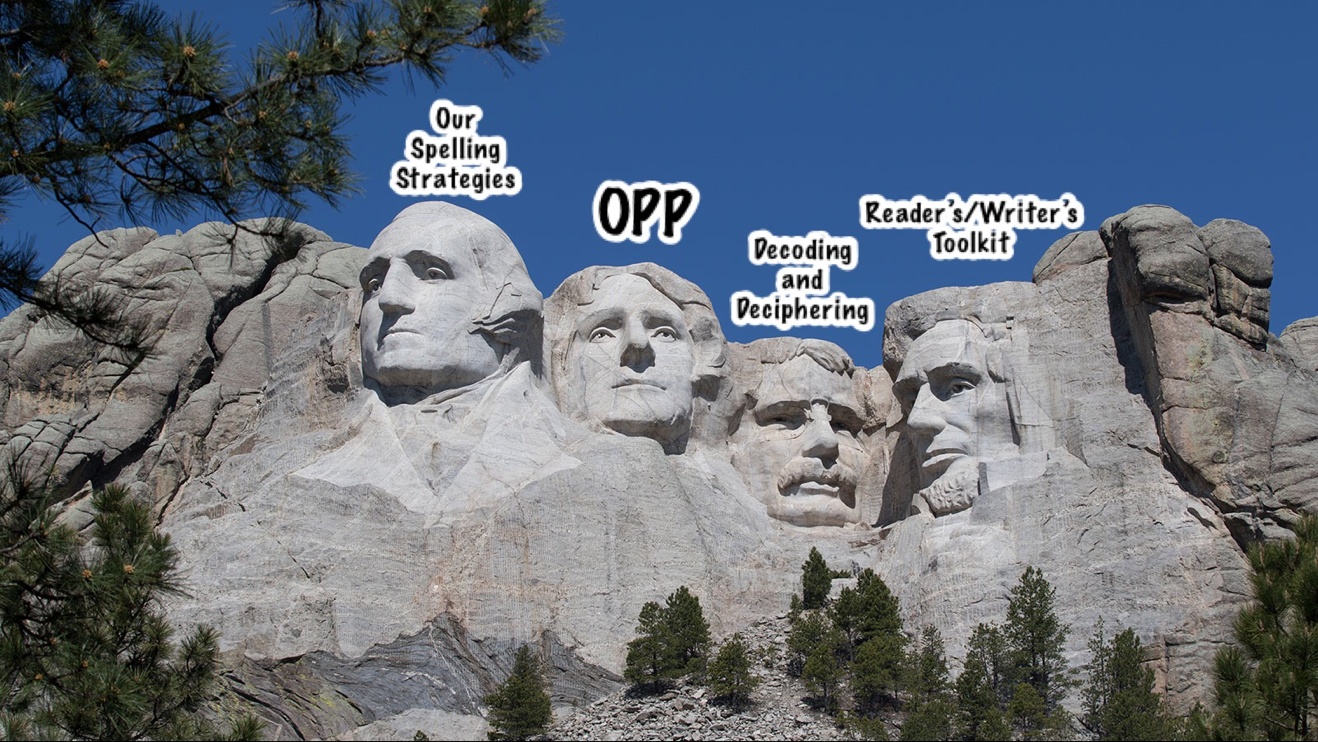 Our
Spelling
Strategies
OPP
Decoding
and
Deciphering
Reader's/Writer's
Toolkit